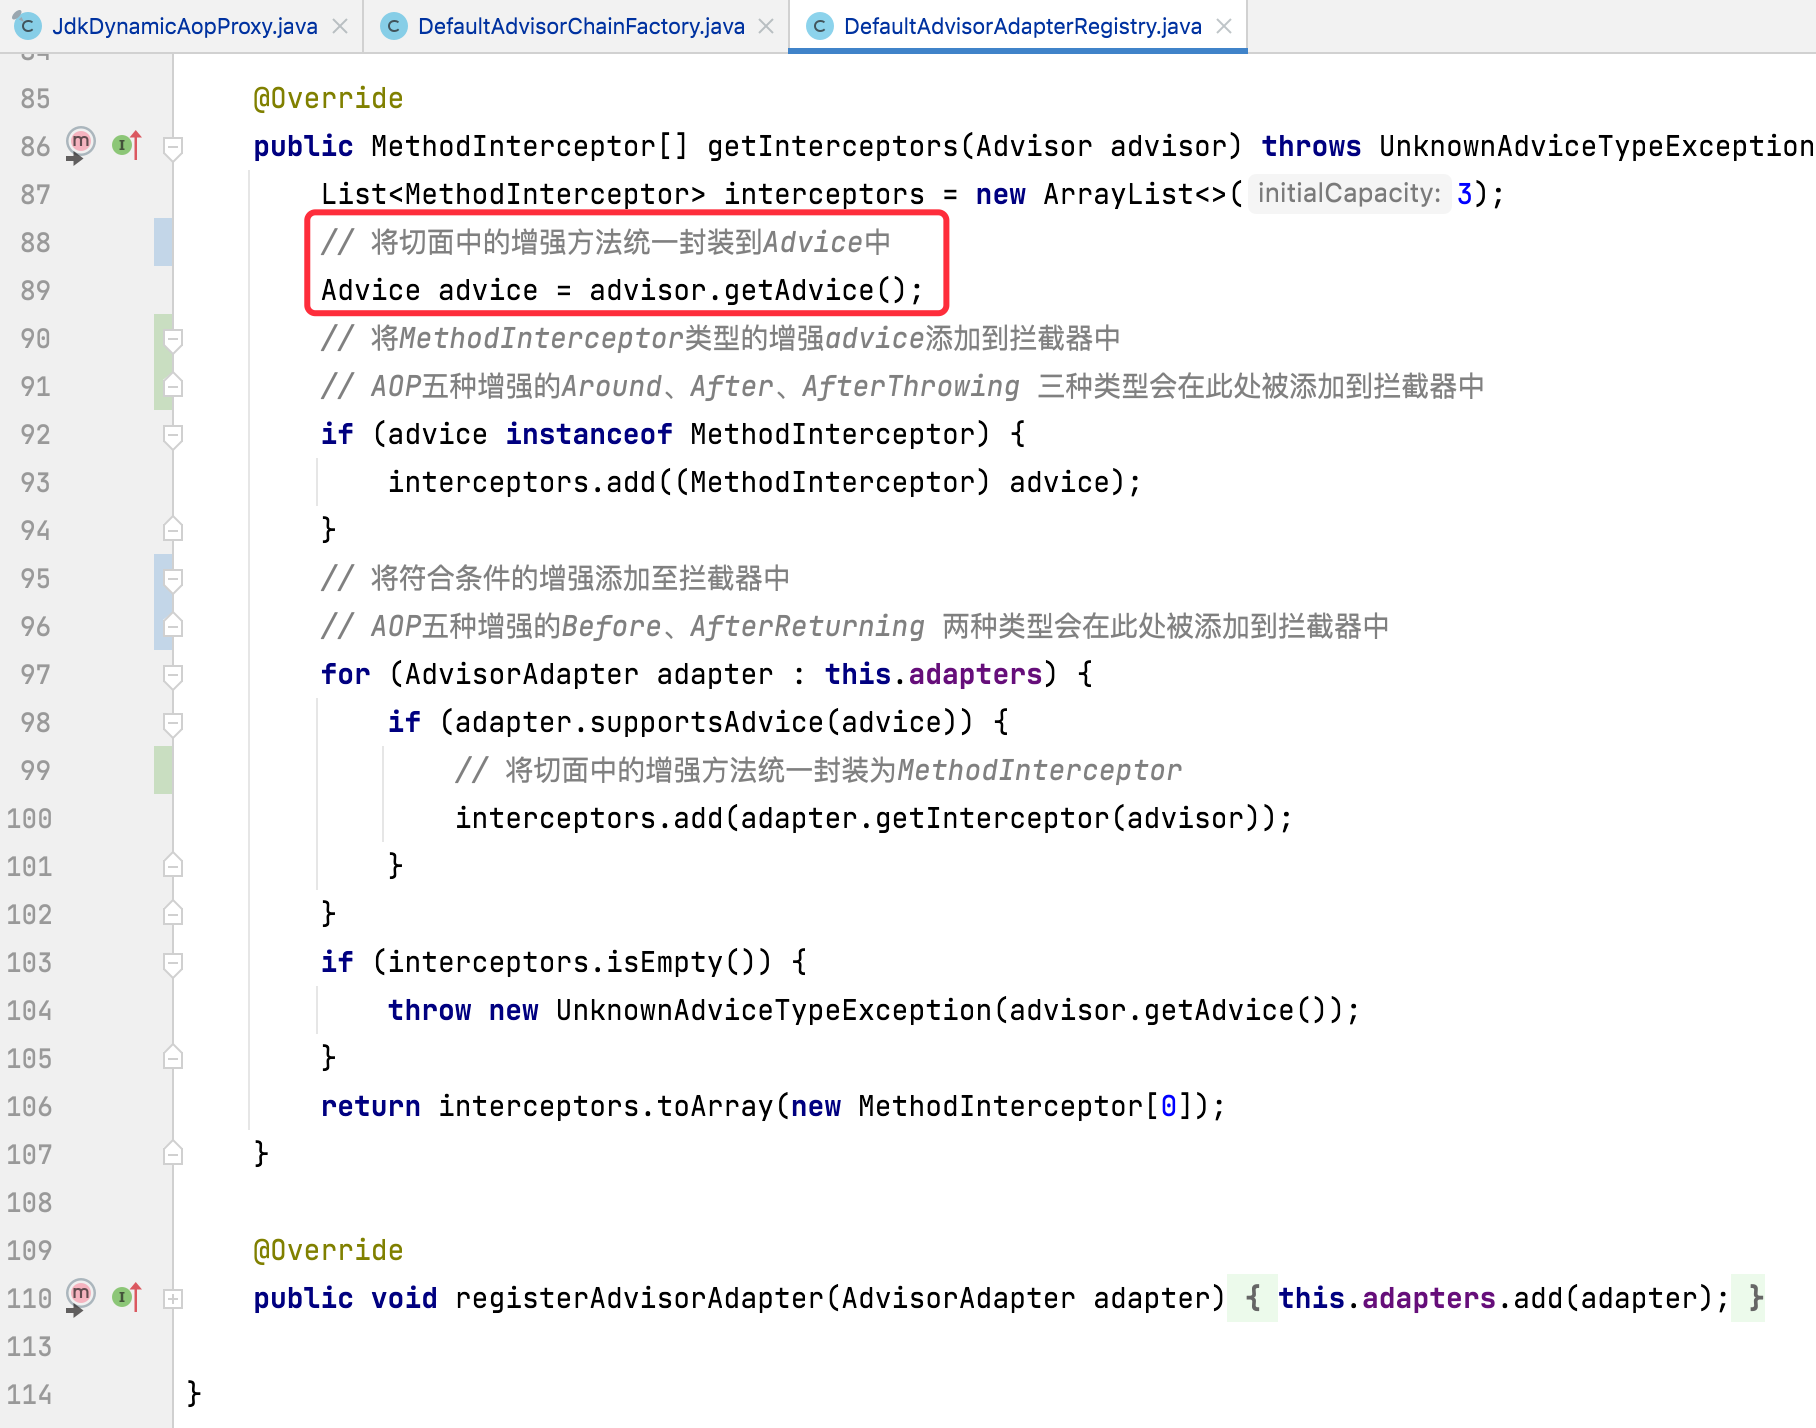 JdkDynamicAopProxy.java DefaultAdvisorChainFactory.java DefaultAdvisorAdapterRegistry.java
84
85 @Override
86 public MethodInterceptor[] getInterceptors(Advisor advisor) throws UnknownAdviceTypeException
87 List<MethodInterceptor> interceptors = new ArrayList<>( initialCapacity: 3);
88 // 将切面中的增强方法统一封装到Advice中
89 Advice advice = advisor.getAdvice();
90 // 将MethodInterceptor类型的增强advice添加到拦截器中
91 // AOP五种增强的Around、After、AfterThrowing 三种类型会在此处被添加到拦截器中
92 if (advice instanceof MethodInterceptor) {
93 interceptors.add((MethodInterceptor) advice);
94 }
95 // 将符合条件的增强添加至拦截器中
96 // AOP五种增强的Before、AfterReturning 两种类型会在此处被添加到拦截器中
97 for (AdvisorAdapter adapter : this.adapters) {
98 if (adapter.supportsAdvice(advice)) {
99 // 将切面中的增强方法统一封装为MethodInterceptor
100 interceptors.add(adapter.getInterceptor(advisor));
101 }
102 }
103 if (interceptors.isEmpty()) {
104 throw new UnknownAdviceTypeException(advisor.getAdvice());
105 }
106 return interceptors.toArray(new MethodInterceptor[0]);
107 }
108
109 @Override
110 public void registerAdvisorAdapter(AdvisorAdapter adapter) { this.adapters.add(adapter); }
113
114 }